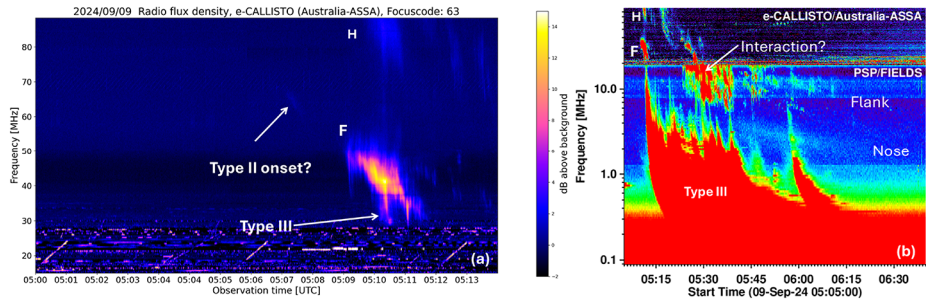 2024/09/09 Radio flux density, e-CALLISTO (Australia-ASSA), Focuscode: 63
Frequency [MHz]
80
70
60
50
40
30
20
H
F
Type II onset?
Type III
(a)
05:00 05:01 05:02 05:03 05:04 05:05 05:06 05:07 05:08 05:09 05:10 05:11 05:12 05:13
Observation time [UTC]
14
12
10
8
6
4
2
0
−2
dB above background
H
e-CALLISTO/Australia-ASSA
F
Interaction?
PSP/FIELDS
Flank
Nose
Type III
(b)
Frequency [MHz]
10.0
1.0
0.1
05:15 05:30 05:45 06:00 06:15 06:30
Start Time (09-Sep-24 05:05:00)